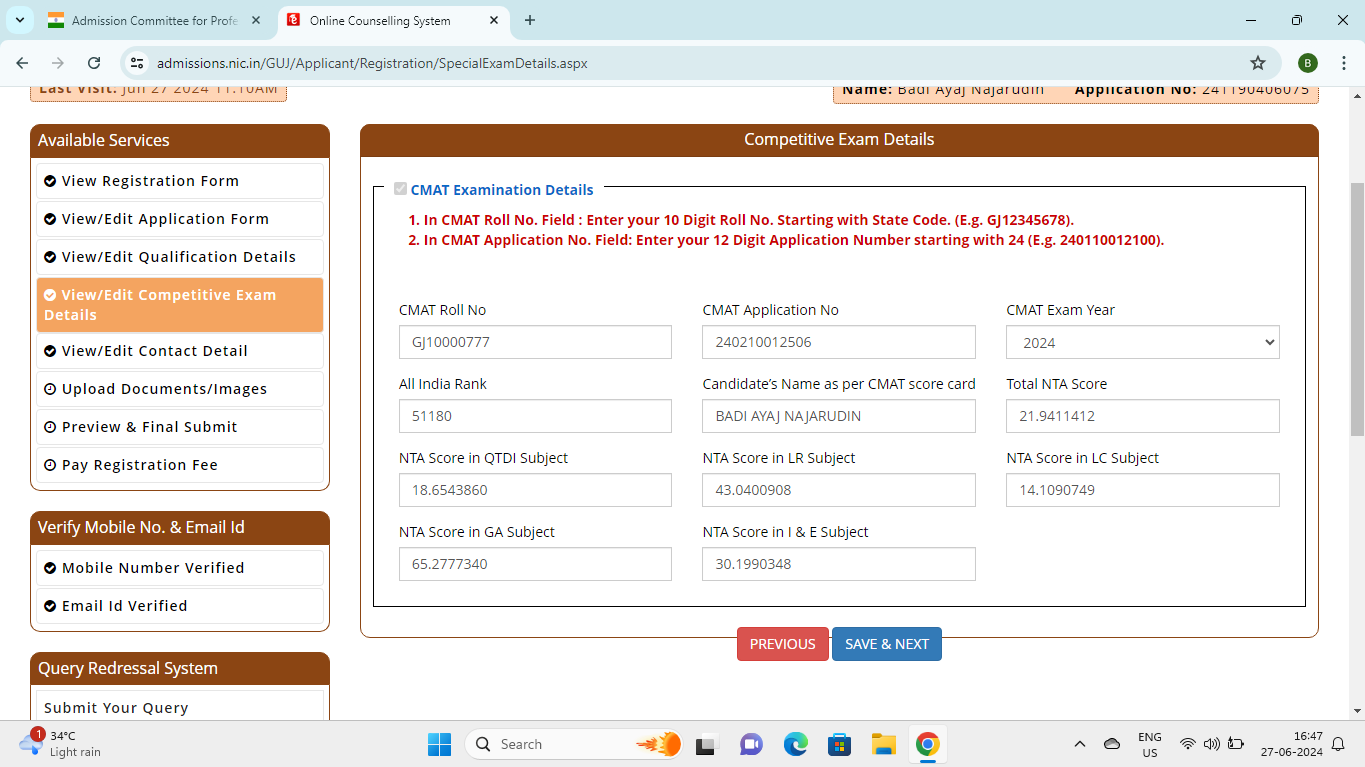 Admission Committee for Profe
Online Counselling System
admissions.nic.in/GUJ/Applicant/Registration/SpecialExamDetails.aspx
B
Last Visit: Jun 27 2024 11:10AM
Name: Badi Ayaj Najarudin Application No: 241190406075
Available Services
View Registration Form
View/Edit Application Form
View/Edit Qualification Details
View/Edit Competitive Exam
Details
View/Edit Contact Detail
Upload Documents/Images
Preview & Final Submit
Pay Registration Fee
Verify Mobile No. & Email Id
Mobile Number Verified
Email Id Verified
Query Redressal System
Submit Your Query
Competitive Exam Details
CMAT Examination Details
1. In CMAT Roll No. Field : Enter your 10 Digit Roll No. Starting with State Code. (E.g. GJ12345678).
2. In CMAT Application No. Field: Enter your 12 Digit Application Number starting with 24 (E.g. 240110012100).
CMAT Roll No CMAT Application No CMAT Exam Year
GJ10000777 240210012506 2024
All India Rank Candidate's Name as per CMAT score card Total NTA Score
51180 BADI AYAJ NAJARUDIN 21.9411412
NTA Score in QTDI Subject NTA Score in LR Subject NTA Score in LC Subject
18.6543860 43.0400908 14.1090749
NTA Score in GA Subject NTA Score in I & E Subject
65.2777340 30.1990348
PREVIOUS SAVE & NEXT
1
34°C
Light rain
Search
ENG
US
16:47
27-06-2024